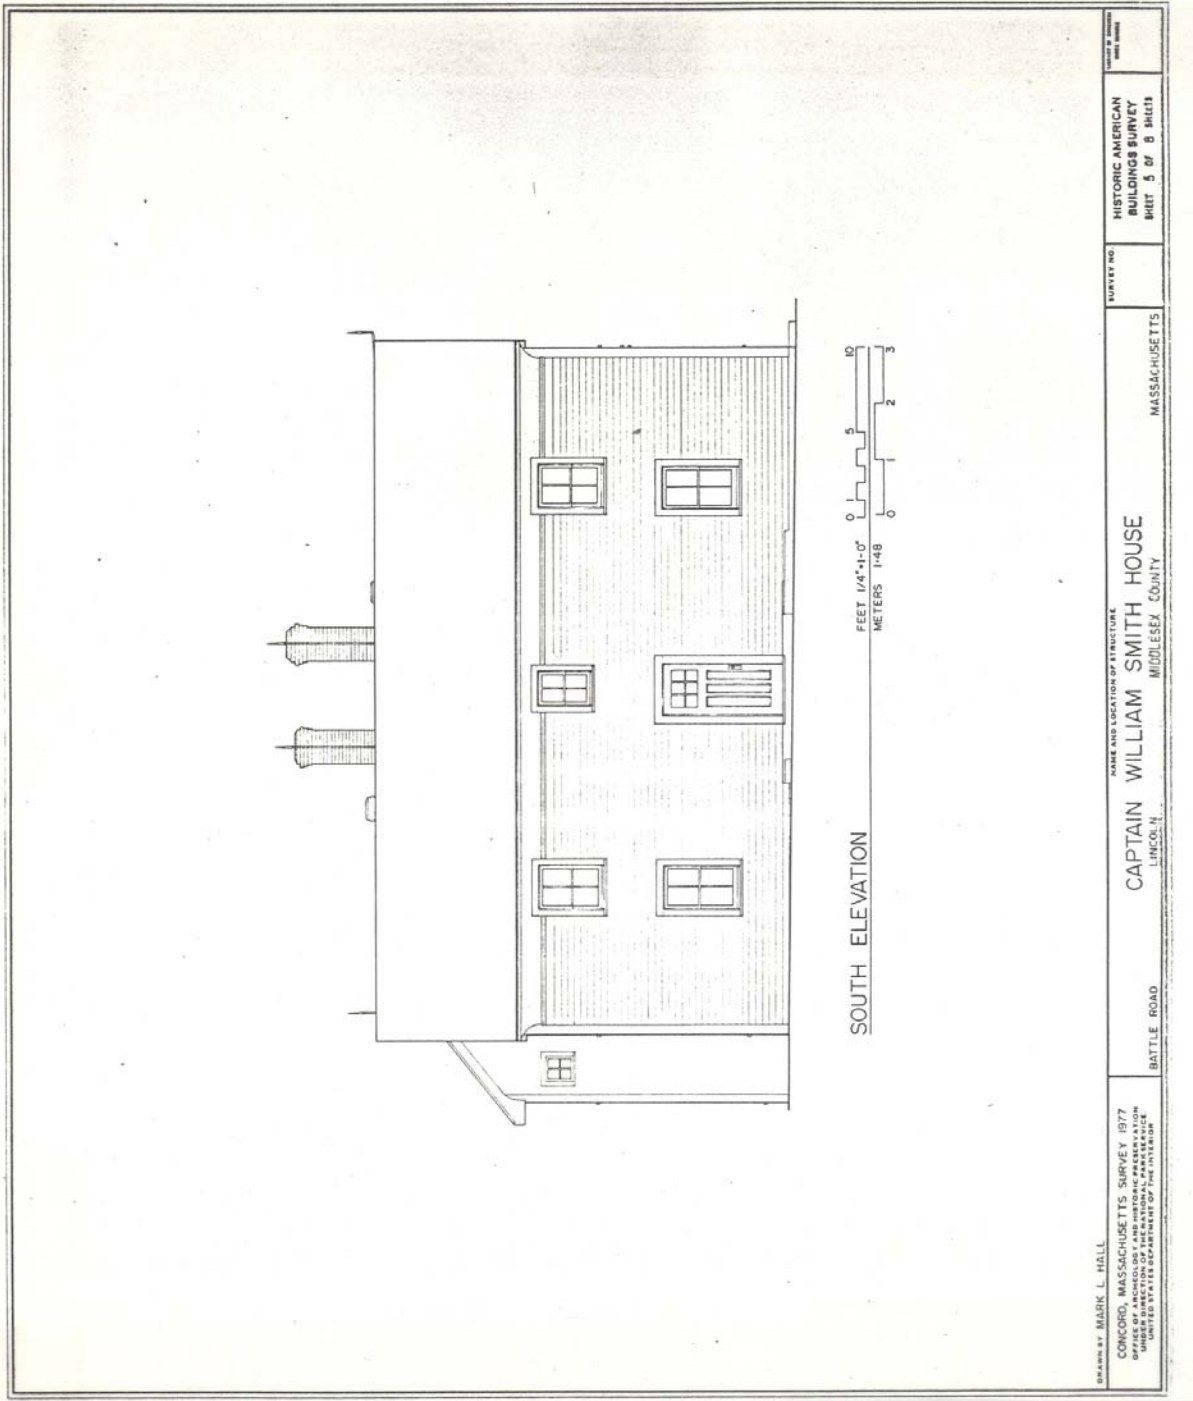 SOUTH ELEVATION
FEET 1/4"=1'-0"
METERS 1:48
0 1 5 10
0 1 2 3
DRAWN BY MARK L. HALL
CONCORD, MASSACHUSETTS SURVEY 1977
OFFICE OF ARCHEOLOGY AND HISTORIC PRESERVATION
UNDER DIRECTION OF THE NATIONAL PARK SERVICE
UNITED STATES DEPARTMENT OF THE INTERIOR
NAME AND LOCATION OF STRUCTURE
CAPTAIN WILLIAM SMITH HOUSE
BATTLE ROAD LINCOLN MIDDLESEX COUNTY MASSACHUSETTS
SURVEY NO.
HISTORIC AMERICAN
BUILDINGS SURVEY
SHEET 5 OF 8 SHEETS